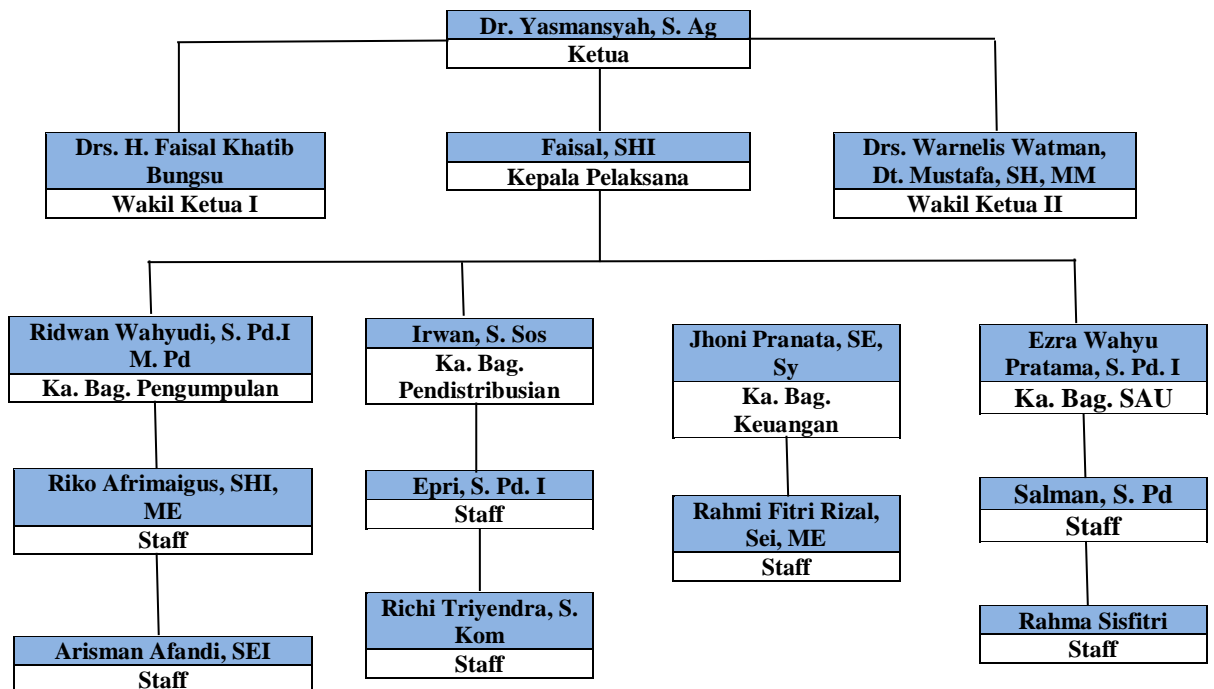 Dr. Yasmansyah, S. Ag
Ketua
Drs. H. Faisal Khatib
Bungsu
Wakil Ketua I
Faisal, SHI
Kepala Pelaksana
Drs. Warnelis Watman,
Dt. Mustafa, SH, MM
Wakil Ketua II
Ridwan Wahyudi, S. Pd.I
M. Pd
Ka. Bag. Pengumpulan
Irwan, S. Sos
Ka. Bag.
Pendistribusian
Jhoni Pranata, SE,
Sy
Ka. Bag.
Keuangan
Ezra Wahyu
Pratama, S. Pd. I
Ka. Bag. SAU
Riko Afrimaigus, SHI,
ME
Staff
Epri, S. Pd. I
Staff
Rahmi Fitri Rizal,
Sei, ME
Staff
Salman, S. Pd
Staff
Arisman Afandi, SEI
Staff
Richi Triyendra, S.
Kom
Staff
Rahma Sisfitri
Staff